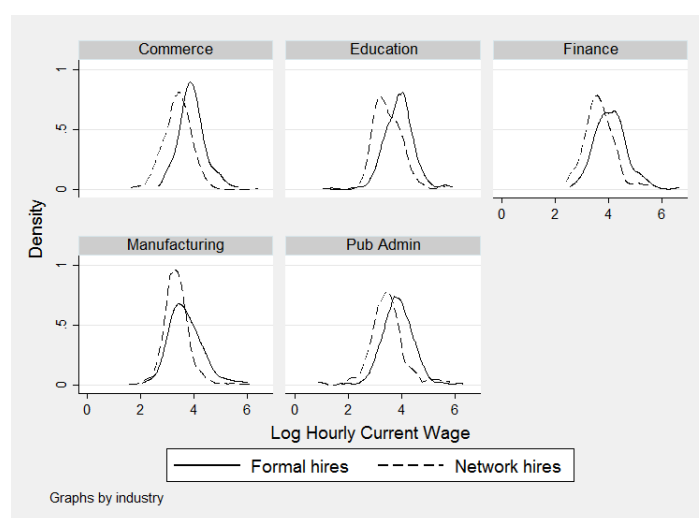 Commerce
Education
Finance
0 .5 1
0 2 4 6
Manufacturing
Pub Admin
0 .5 1
0 2 4 6
0 2 4 6
Density
Log Hourly Current Wage
Formal hires
Network hires
Graphs by industry